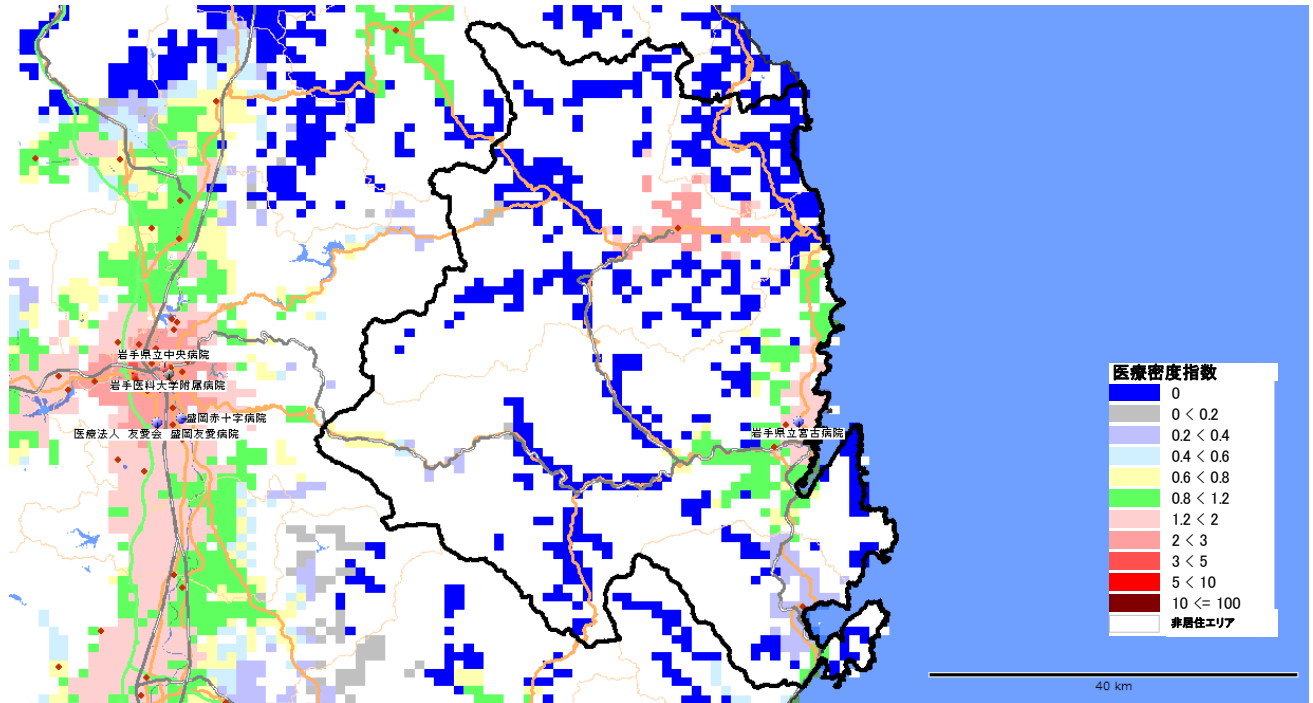 岩手県立中央病院
岩手医科大学附属病院
盛岡赤十字病院
医療法人 友愛会 盛岡友愛病院
岩手県立宮古病院
医療密度指数
0
0 < 0.2
0.2 < 0.4
0.4 < 0.6
0.6 < 0.8
0.8 < 1.2
1.2 < 2
2 < 3
3 < 5
5 < 10
10 <= 100
非居住エリア
40 km